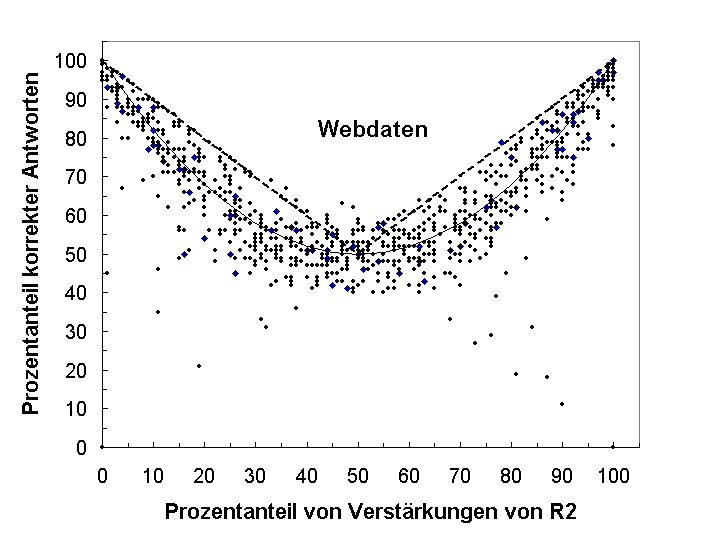 Webdaten
Prozentanteil korrekter Antworten
100
90
80
70
60
50
40
30
20
10
0
0 10 20 30 40 50 60 70 80 90 100
Prozentanteil von Verstärkungen von R2